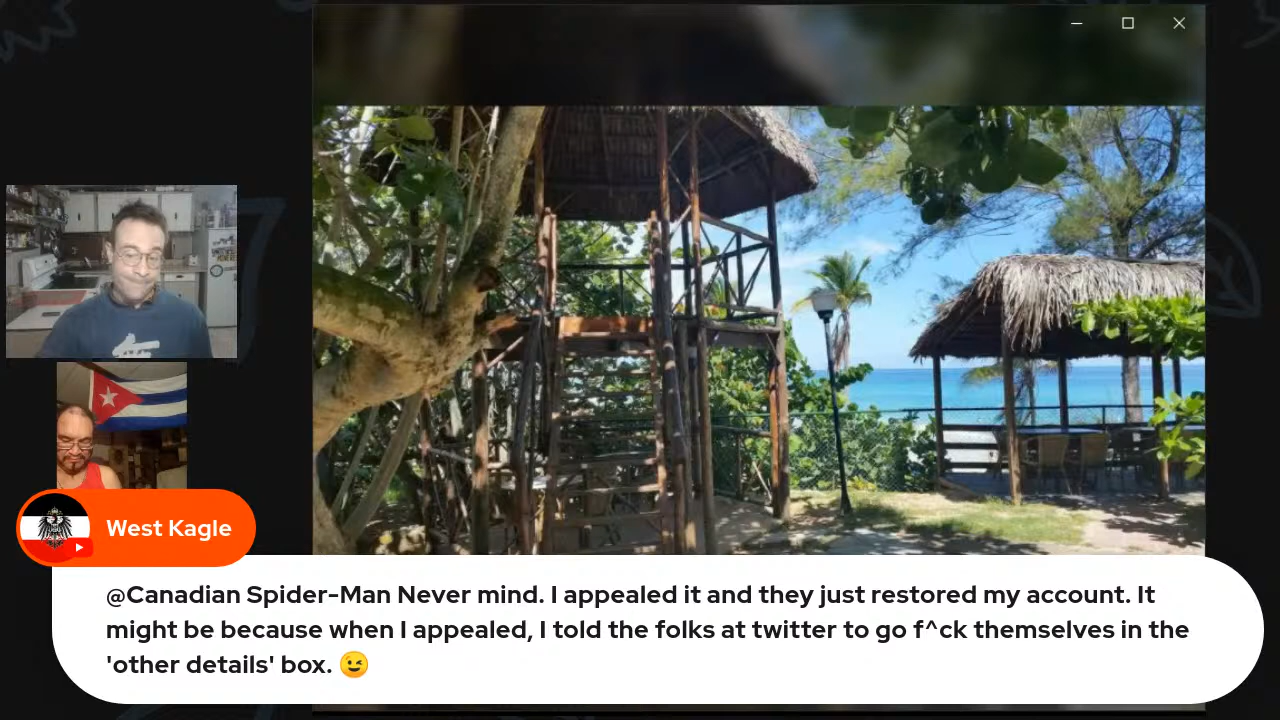 West Kagle
@Canadian Spider-Man Never mind. I appealed it and they just restored my account. It
might be because when I appealed, I told the folks at twitter to go f^ck themselves in the
'other details' box. 😉